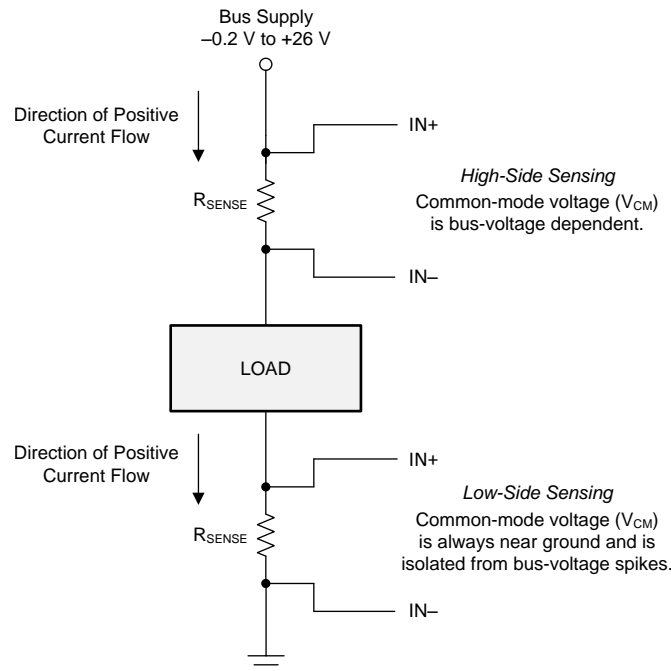 Bus Supply
–0.2 V to +26 V
Direction of Positive
Current Flow
IN+
RSENSE
High-Side Sensing
Common-mode voltage (VCM)
is bus-voltage dependent.
IN–
LOAD
Direction of Positive
Current Flow
IN+
RSENSE
Low-Side Sensing
Common-mode voltage (VCM)
is always near ground and is
isolated from bus-voltage spikes.
IN–